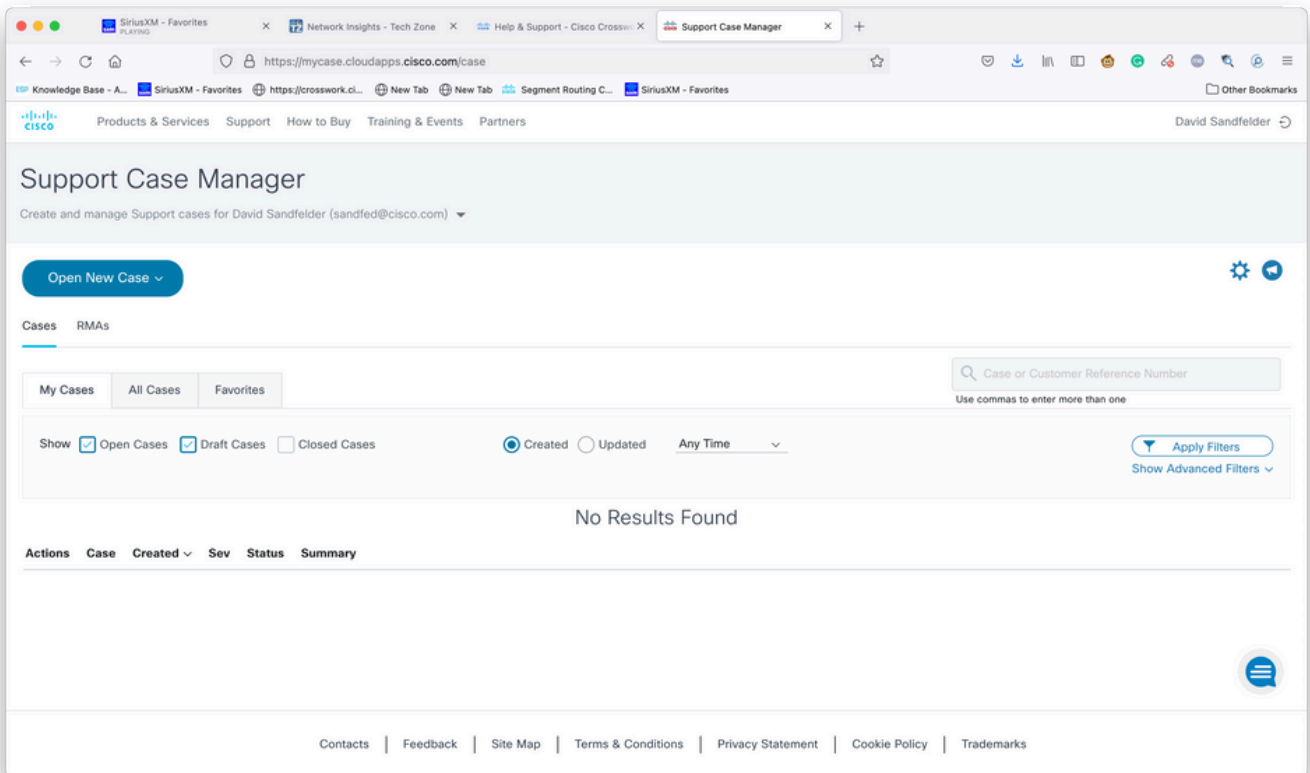 SiriusXM - Favorites
PLAYING
Network Insights - Tech Zone
Help & Support - Cisco Crossw
Support Case Manager
https://mycase.cloudapps.cisco.com/case
Knowledge Base - A...
SiriusXM - Favorites
https://crosswork.ci...
New Tab
New Tab
Segment Routing C...
SiriusXM - Favorites
Other Bookmarks
CISCO
Products & Services Support How to Buy Training & Events Partners
David Sandfelder
Support Case Manager
Create and manage Support cases for David Sandfelder (sandfed@cisco.com)
Open New Case
Cases RMAs
My Cases All Cases Favorites
Case or Customer Reference Number
Use commas to enter more than one
Show Open Cases Draft Cases Closed Cases Created Updated Any Time
Apply Filters
Show Advanced Filters
No Results Found
Actions Case Created Sev Status Summary
Contacts | Feedback | Site Map | Terms & Conditions | Privacy Statement | Cookie Policy | Trademarks